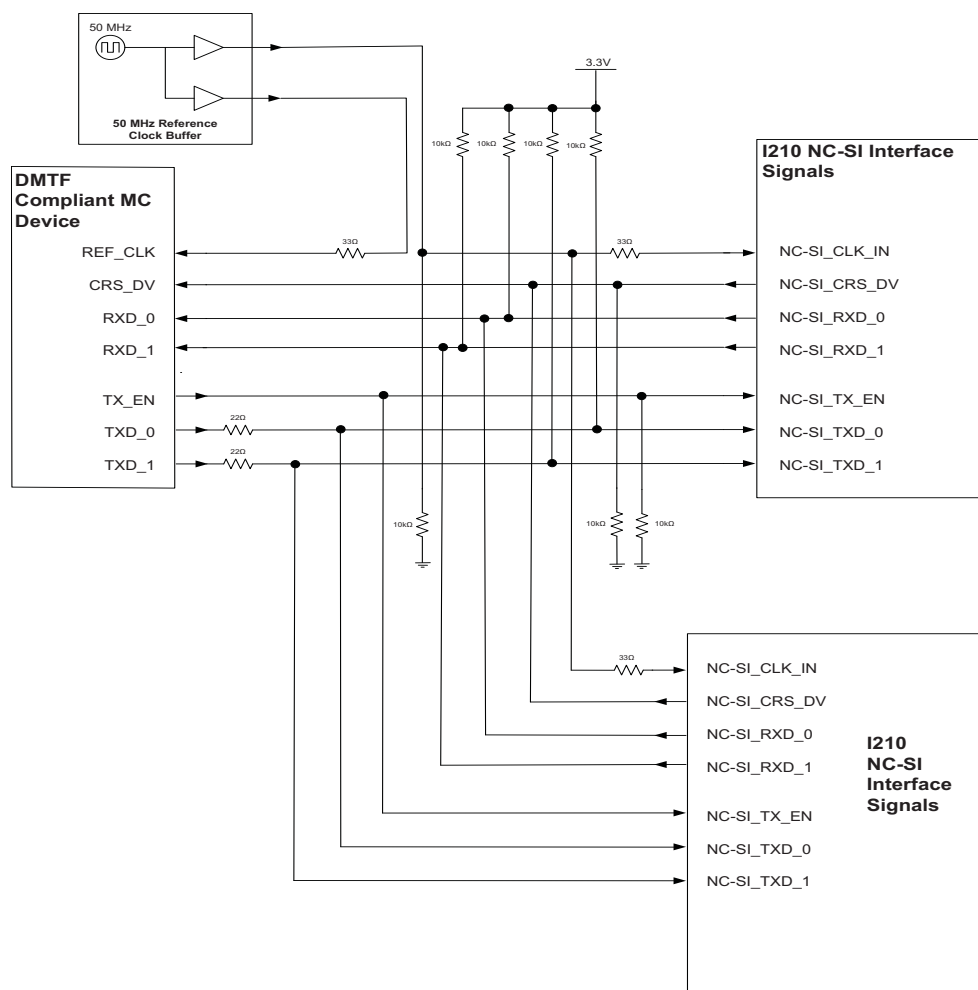 50 MHz
50 MHz Reference
Clock Buffer
3.3V
10kΩ
10kΩ
10kΩ
10kΩ
DMTF
Compliant MC
Device
REF_CLK
CRS_DV
RXD_0
RXD_1
TX_EN
TXD_0
TXD_1
33Ω
33Ω
22Ω
22Ω
I210 NC-SI Interface
Signals
NC-SI_CLK_IN
NC-SI_CRS_DV
NC-SI_RXD_0
NC-SI_RXD_1
NC-SI_TX_EN
NC-SI_TXD_0
NC-SI_TXD_1
10kΩ
10kΩ
10kΩ
33Ω
NC-SI_CLK_IN
NC-SI_CRS_DV
NC-SI_RXD_0
NC-SI_RXD_1
NC-SI_TX_EN
NC-SI_TXD_0
NC-SI_TXD_1
I210
NC-SI
Interface
Signals